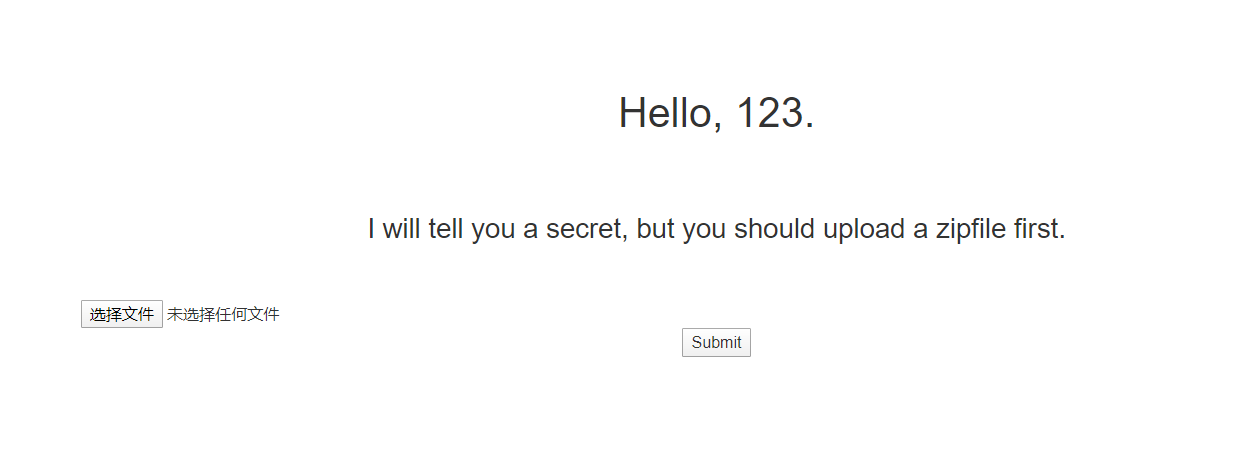 Hello, 123.
I will tell you a secret, but you should upload a zipfile first.
选择文件 未选择任何文件
Submit